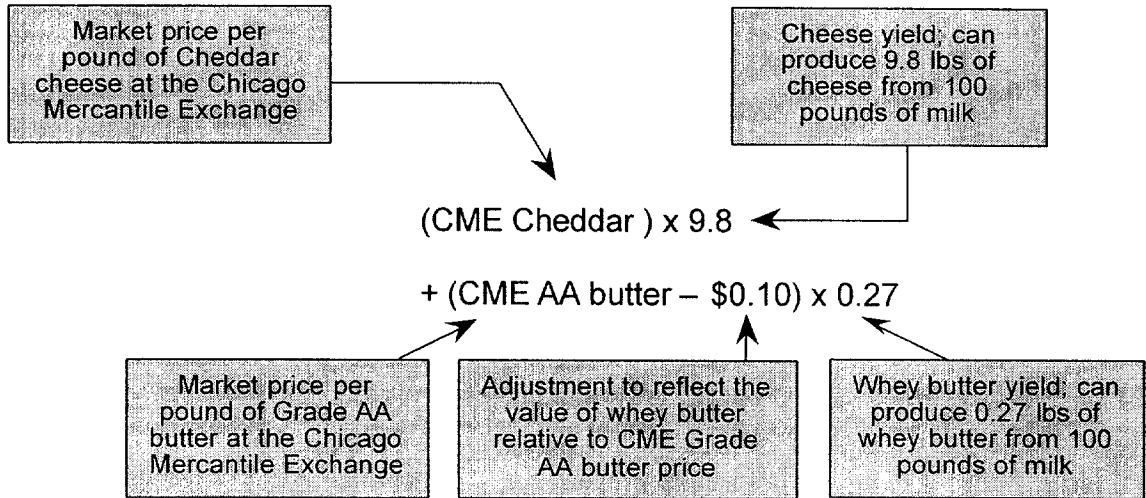 Market price per
pound of Cheddar
cheese at the Chicago
Mercantile Exchange
Cheese yield; can
produce 9.8 lbs of
cheese from 100
pounds of milk
(CME Cheddar ) x 9.8
+ (CME AA butter – $0.10) x 0.27
Market price per
pound of Grade AA
butter at the Chicago
Mercantile Exchange
Adjustment to reflect the
value of whey butter
relative to CME Grade
AA butter price
Whey butter yield; can
produce 0.27 lbs of
whey butter from 100
pounds of milk